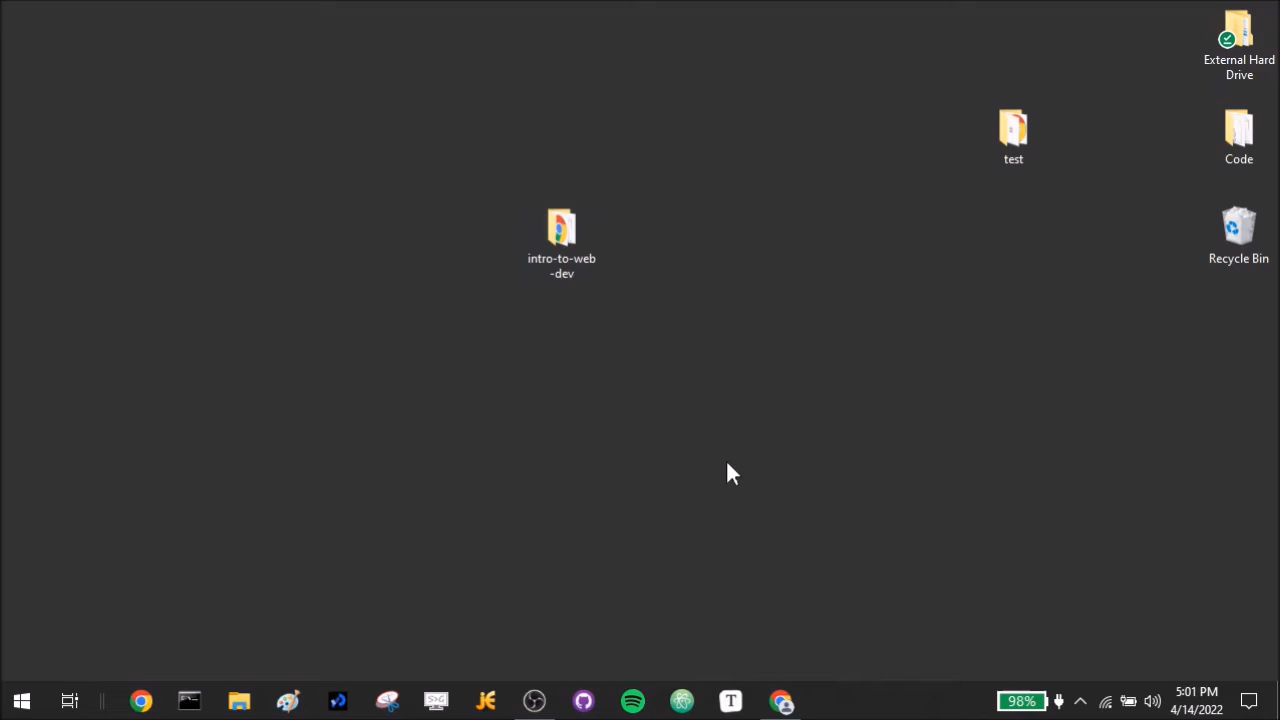 External Hard
Drive
test
Code
intro-to-web
-dev
Recycle Bin
98%
5:01 PM
4/14/2022